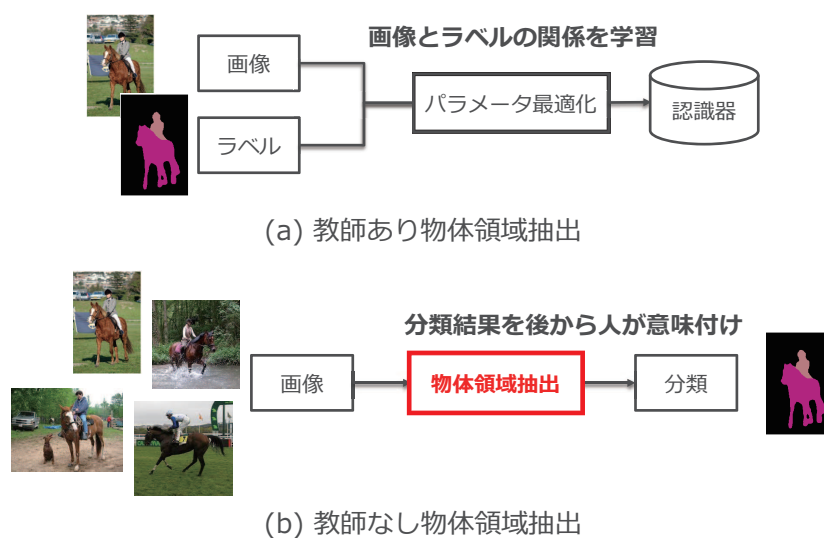 画像とラベルの関係を学習
画像
パラメータ最適化
認識器
ラベル
(a) 教師あり物体領域抽出
分類結果を後から人が意味付け
画像
物体領域抽出
分類
(b) 教師なし物体領域抽出